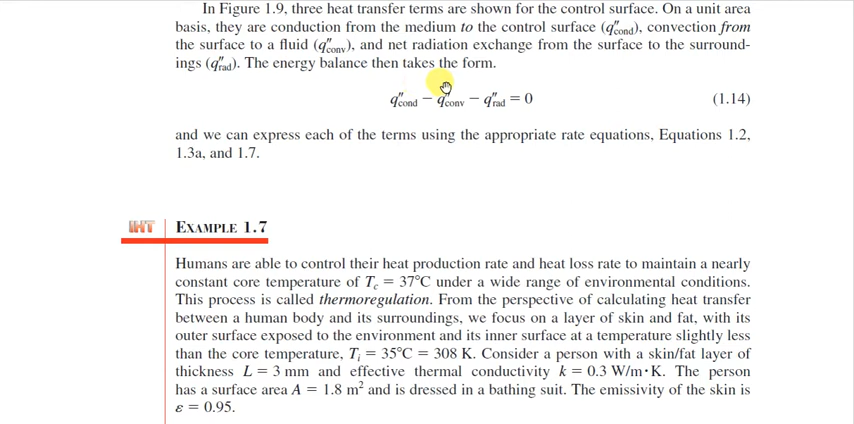 In Figure 1.9, three heat transfer terms are shown for the control surface. On a unit area
basis, they are conduction from the medium to the control surface (q″cond), convection from
the surface to a fluid (q″conv), and net radiation exchange from the surface to the surround-
ings (q″rad). The energy balance then takes the form.
q″cond − q″conv − q″rad = 0 (1.14)
and we can express each of the terms using the appropriate rate equations, Equations 1.2,
1.3a, and 1.7.
IHT EXAMPLE 1.7
Humans are able to control their heat production rate and heat loss rate to maintain a nearly
constant core temperature of Tc = 37°C under a wide range of environmental conditions.
This process is called thermoregulation. From the perspective of calculating heat transfer
between a human body and its surroundings, we focus on a layer of skin and fat, with its
outer surface exposed to the environment and its inner surface at a temperature slightly less
than the core temperature, Ti = 35°C = 308 K. Consider a person with a skin/fat layer of
thickness L = 3 mm and effective thermal conductivity k = 0.3 W/m·K. The person
has a surface area A = 1.8 m² and is dressed in a bathing suit. The emissivity of the skin is
ε = 0.95.